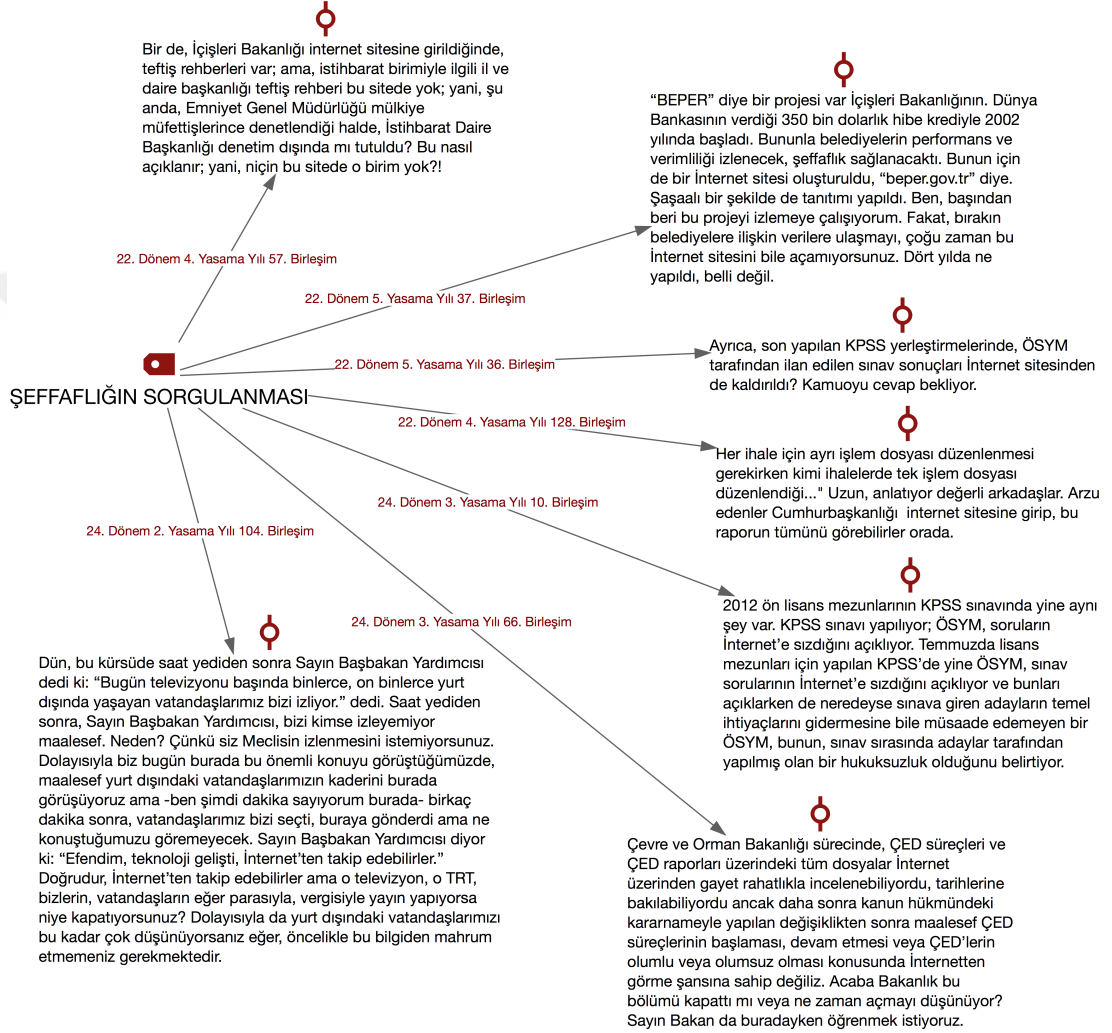 Bir de, İçişleri Bakanlığı internet sitesine girildiğinde,
teftiş rehberleri var; ama, istihbarat birimiyle ilgili il ve
daire başkanlığı teftiş rehberi bu sitede yok; yani, şu
anda, Emniyet Genel Müdürlüğü mülkiye
müfettişlerince denetlendiği halde, İstihbarat Daire
Başkanlığı denetim dışında mı tutuldu? Bu nasıl
açıklanır; yani, niçin bu sitede o birim yok?!
“BEPER” diye bir projesi var İçişleri Bakanlığının. Dünya
Bankasının verdiği 350 bin dolarlık hibe krediyle 2002
yılında başladı. Bununla belediyelerin performans ve
verimliliği izlenecek, şeffaflık sağlanacaktı. Bunun için
de bir İnternet sitesi oluşturuldu, “beper.gov.tr” diye.
Şaşaalı bir şekilde de tanıtımı yapıldı. Ben, başından
beri bu projeyi izlemeye çalışıyorum. Fakat, bırakın
belediyelere ilişkin verilere ulaşmayı, çoğu zaman bu
İnternet sitesini bile açamıyorsunuz. Dört yılda ne
yapıldı, belli değil.
22. Dönem 4. Yasama Yılı 57. Birleşim
22. Dönem 5. Yasama Yılı 37. Birleşim
22. Dönem 5. Yasama Yılı 36. Birleşim
Ayrıca, son yapılan KPSS yerleştirmelerinde, ÖSYM
tarafından ilan edilen sınav sonuçları İnternet sitesinden
de kaldırıldı? Kamuoyu cevap bekliyor.
ŞEFFAFLIĞIN SORGULANMASI
22. Dönem 4. Yasama Yılı 128. Birleşim
Her ihale için ayrı işlem dosyası düzenlenmesi
gerekirken kimi ihalelerde tek işlem dosyası
düzenlendiği..." Uzun, anlatıyor değerli arkadaşlar. Arzu
edenler Cumhurbaşkanlığı  internet sitesine girip, bu
raporun tümünü görebilirler orada.
24. Dönem 3. Yasama Yılı 10. Birleşim
24. Dönem 2. Yasama Yılı 104. Birleşim
2012 ön lisans mezunlarının KPSS sınavında yine aynı
şey var. KPSS sınavı yapılıyor; ÖSYM, soruların
İnternet’e sızdığını açıklıyor. Temmuzda lisans
mezunları için yapılan KPSS’de yine ÖSYM, sınav
sorularının İnternet’e sızdığını açıklıyor ve bunları
açıklarken de neredeyse sınava giren adayların temel
ihtiyaçlarını gidermesine bile müsaade edemeyen bir
ÖSYM, bunun, sınav sırasında adaylar tarafından
yapılmış olan bir hukuksuzluk olduğunu belirtiyor.
24. Dönem 3. Yasama Yılı 66. Birleşim
Dün, bu kürsüde saat yediden sonra Sayın Başbakan Yardımcısı
dedi ki: “Bugün televizyonu başında binlerce, on binlerce yurt
dışında yaşayan vatandaşlarımız bizi izliyor.” dedi. Saat yediden
sonra, Sayın Başbakan Yardımcısı, bizi kimse izleyemiyor
maalesef. Neden? Çünkü siz Meclisin izlenmesini istemiyorsunuz.
Dolayısıyla biz bugün burada bu önemli konuyu görüştüğümüzde,
maalesef yurt dışındaki vatandaşlarımızın kaderini burada
görüşüyoruz ama -ben şimdi dakika sayıyorum burada- birkaç
dakika sonra, vatandaşlarımız bizi seçti, buraya gönderdi ama ne
konuştuğumuzu göremeyecek. Sayın Başbakan Yardımcısı diyor
ki: “Efendim, teknoloji gelişti, İnternet’ten takip edebilirler.”
Doğrudur, İnternet’ten takip edebilirler ama o televizyon, o TRT,
bizlerin, vatandaşların eğer parasıyla, vergisiyle yayın yapıyorsa
niye kapatıyorsunuz? Dolayısıyla da yurt dışındaki vatandaşlarımızı
bu kadar çok düşünüyorsanız eğer, öncelikle bu bilgiden mahrum
etmemeniz gerekmektedir.
Çevre ve Orman Bakanlığı sürecinde, ÇED süreçleri ve
ÇED raporları üzerindeki tüm dosyalar İnternet
üzerinden gayet rahatlıkla incelenebiliyordu, tarihlerine
bakılabiliyordu ancak daha sonra kanun hükmündeki
kararnameyle yapılan değişiklikten sonra maalesef ÇED
süreçlerinin başlaması, devam etmesi veya ÇED’lerin
olumlu veya olumsuz olması konusunda İnternetten
görme şansına sahip değiliz. Acaba Bakanlık bu
bölümü kapattı mı veya ne zaman açmayı düşünüyor?
Sayın Bakan da buradayken öğrenmek istiyoruz.